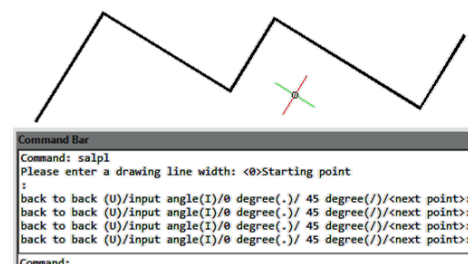 Command Bar
Command: salpl
Please enter a drawing line width: <0>Starting point
:
back to back (U)/input angle(I)/0 degree(.)/ 45 degree(/)/<next point>:
back to back (U)/input angle(I)/0 degree(.)/ 45 degree(/)/<next point>:
back to back (U)/input angle(I)/0 degree(.)/ 45 degree(/)/<next point>:
back to back (U)/input angle(I)/0 degree(.)/ 45 degree(/)/<next point>:
Command: